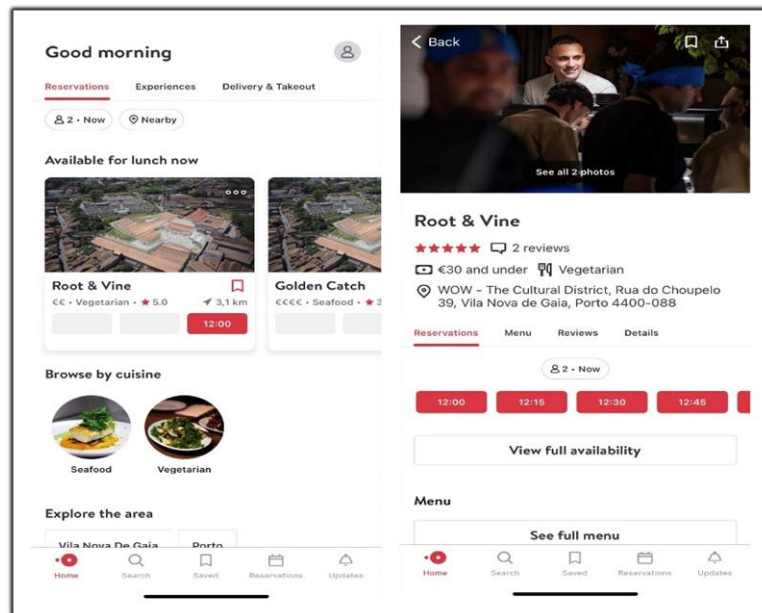 Good morning
Reservations Experiences Delivery & Takeout
2 • Now Nearby
Available for lunch now
Root & Vine
€€ • Vegetarian • ★ 5.0 3,1 km
12:00
Golden Catch
€€€€ • Seafood • ★ 3
Browse by cuisine
Seafood Vegetarian
Explore the area
Vila Nova De Gaia Porto
Home Search Saved Reservations Updates
Back
See all 2 photos
Root & Vine
★★★★★ 2 reviews
€30 and under Vegetarian
WOW - The Cultural District, Rua do Choupelo
39, Vila Nova de Gaia, Porto 4400-088
Reservations Menu Reviews Details
2 • Now
12:00 12:15 12:30 12:45
View full availability
Menu
See full menu
Home Search Saved Reservations Updates